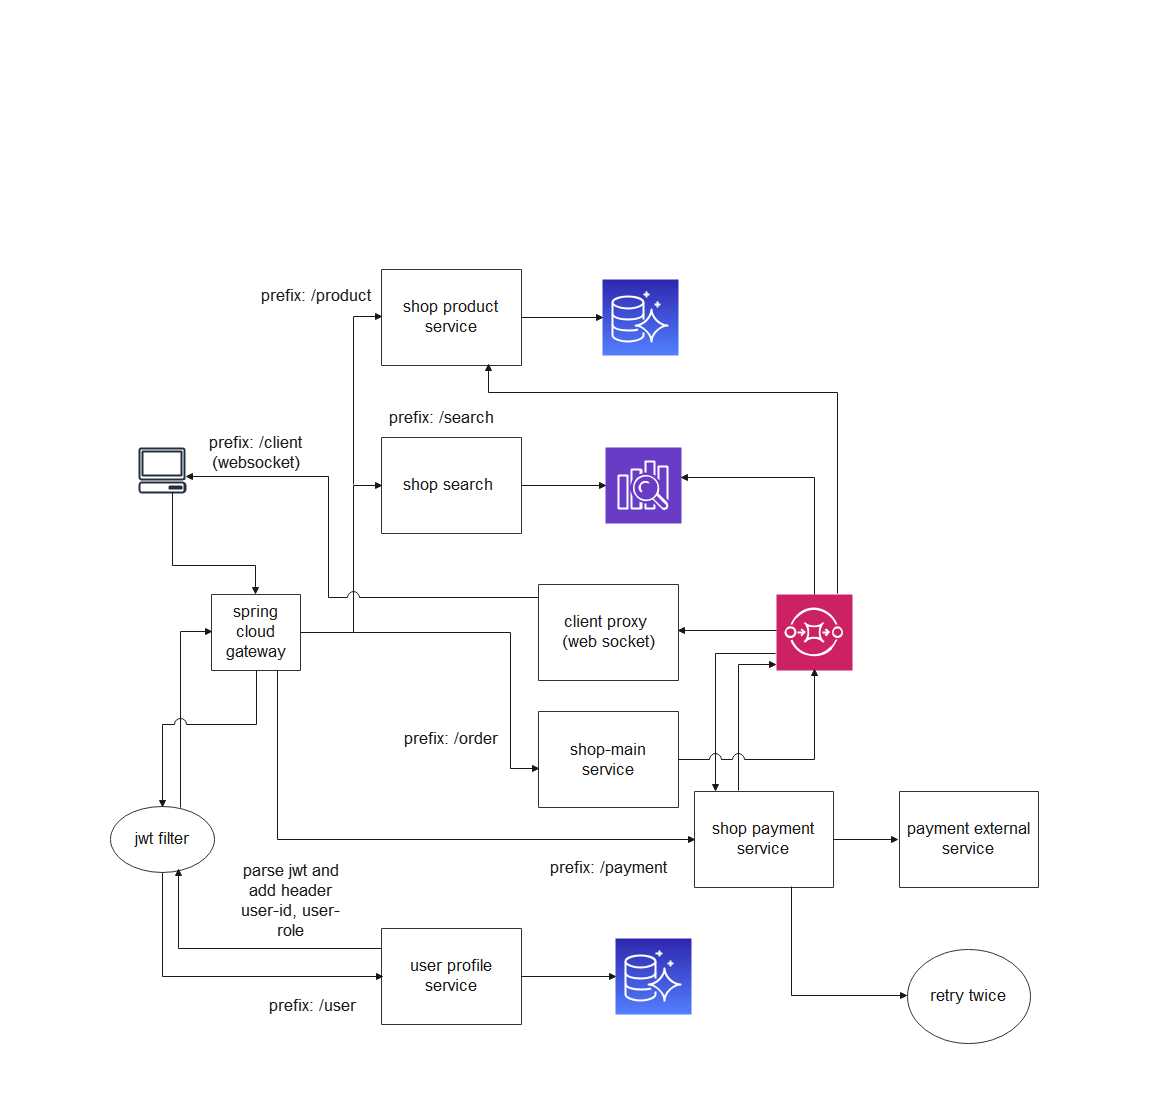 prefix: /product
shop product
service
prefix: /search
prefix: /client
(websocket)
shop search
spring
cloud
gateway
client proxy
(web socket)
prefix: /order
shop-main
service
jwt filter
shop payment
service
payment external
service
prefix: /payment
parse jwt and
add header
user-id, user-
role
user profile
service
prefix: /user
retry twice